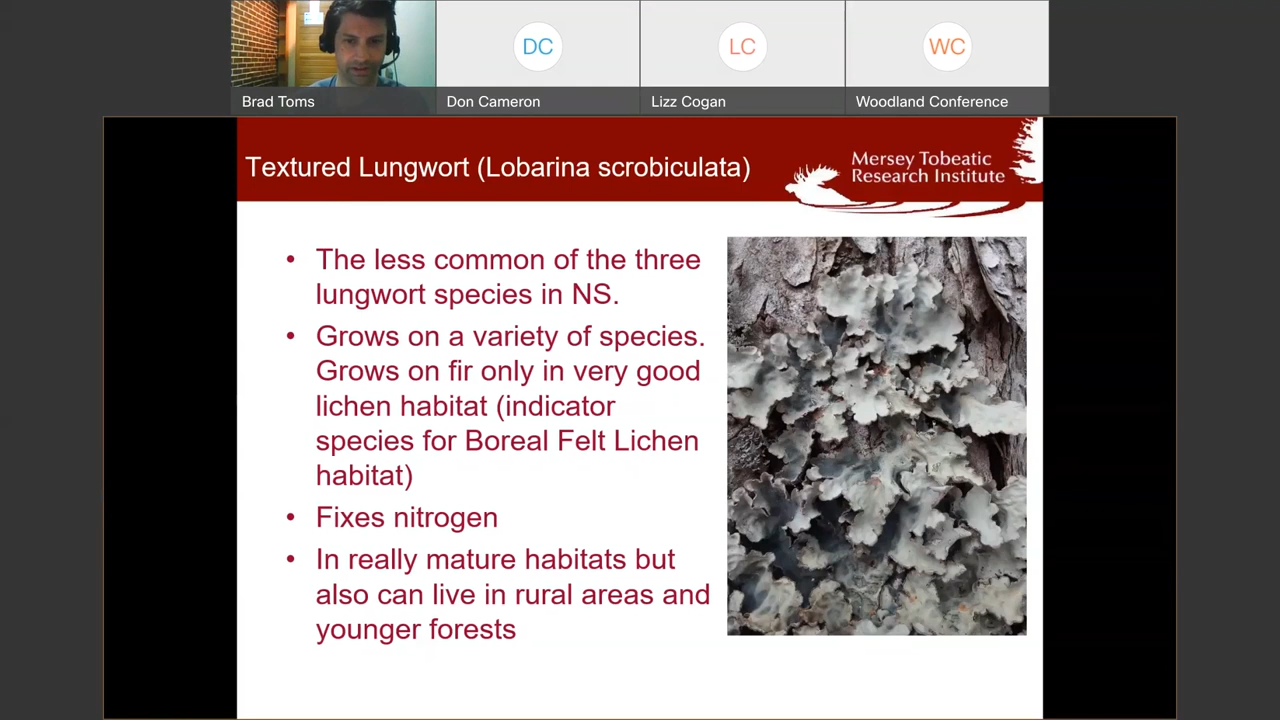 DC
LC
WC
Brad Toms
Don Cameron
Lizz Cogan
Woodland Conference
Textured Lungwort (Lobarina scrobiculata)
Mersey Tobeatic
Research Institute
• The less common of the three
lungwort species in NS.
• Grows on a variety of species.
Grows on fir only in very good
lichen habitat (indicator
species for Boreal Felt Lichen
habitat)
• Fixes nitrogen
• In really mature habitats but
also can live in rural areas and
younger forests